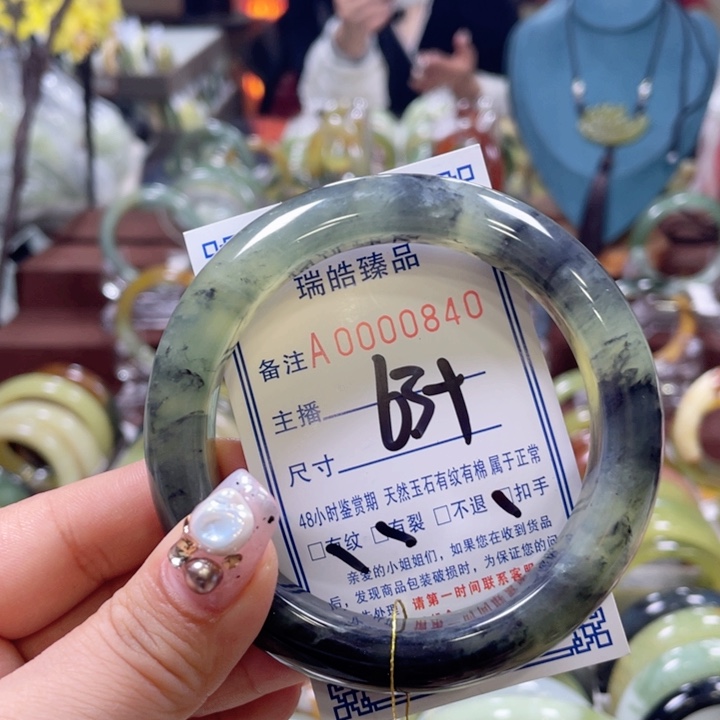 瑞皓臻品
备注A0000840
主播
63+
尺寸
48小时鉴赏期 天然玉石有纹有棉属于正常
□有纹 □有裂 □不退 □扣手
亲爱的小姐姐们，如果您在收到货品
后，发现商品包装破损时，为保证您的问
请第一时间联系客服